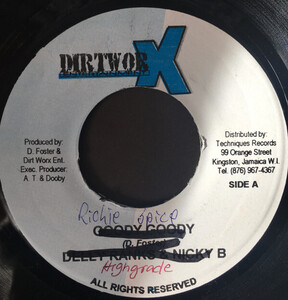 DIRTWOR X
Produced by:
D. Foster &
Dirt Worx Ent.
Exec. Producer:
A. T. & Dooby
Distributed by:
Techniques Records
99 Orange Street
Kingston, Jamaica W.I.
Tel. (876) 967-4367
SIDE A
Richie spice
GOODY GOODY
(D. Foster)
DELLY RANKS NICKY B
Highgrade
ALL RIGHTS RESERVED